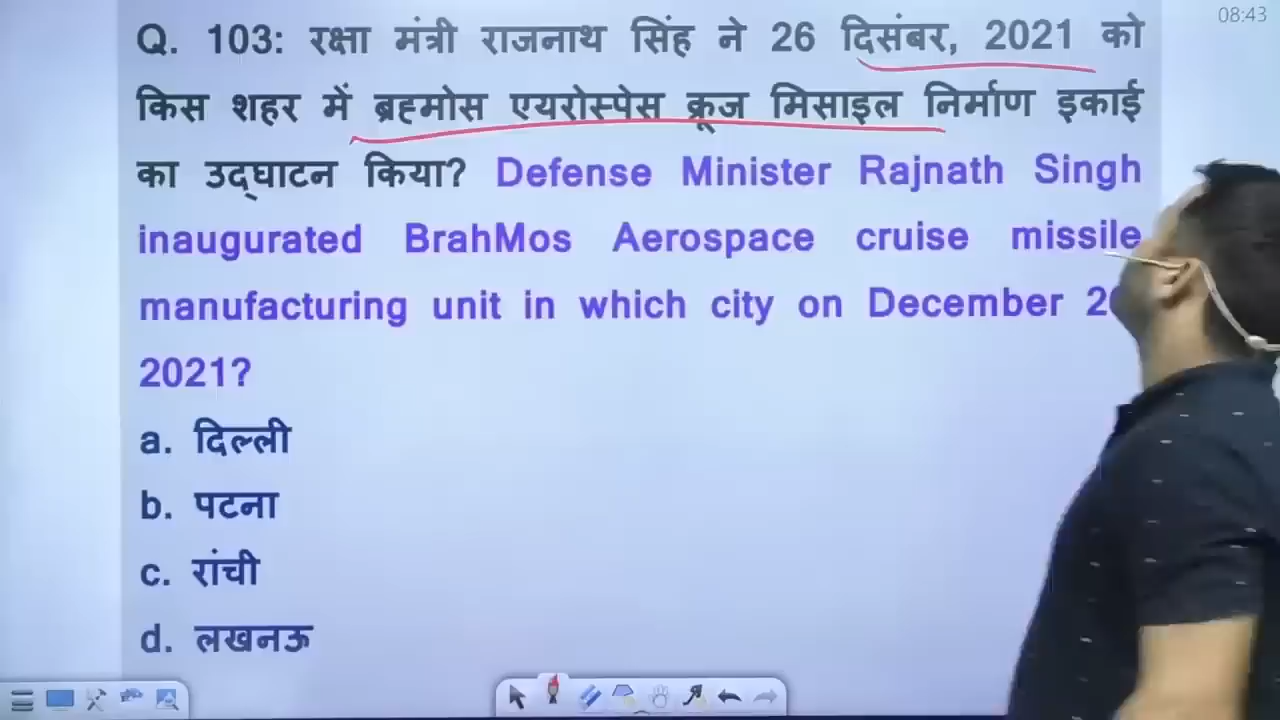 08:43
Q. 103: रक्षा मंत्री राजनाथ सिंह ने 26 दिसंबर, 2021 को
किस शहर में ब्रह्मोस एयरोस्पेस क्रूज मिसाइल निर्माण इकाई
का उद्घाटन किया? Defense Minister Rajnath Singh
inaugurated BrahMos Aerospace cruise missile
manufacturing unit in which city on December
2021?
a. दिल्ली
b. पटना
c. रांची
d. लखनऊ